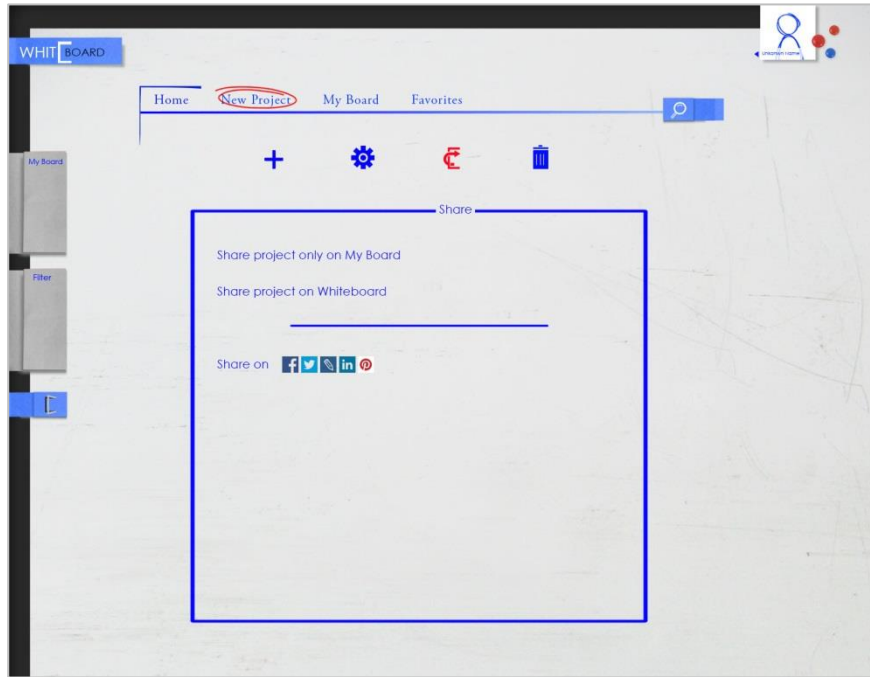 WHIT BOARD
Home New Project My Board Favorites
My Board
Share
Share project only on My Board
Share project on Whiteboard
Filter
Share on